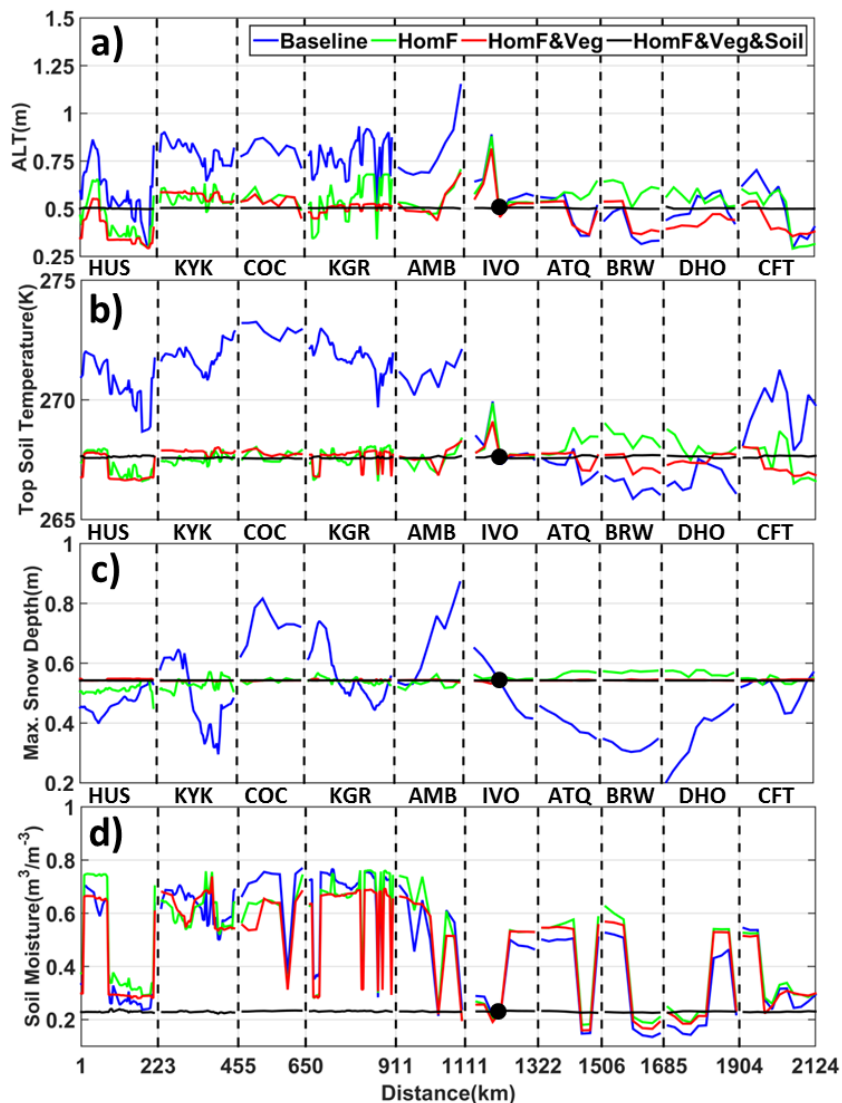 a)
Baseline HomF HomF&Veg HomF&Veg&Soil
ALT(m)
1.5
1.25
1
0.75
0.5
0.25
HUS KYK COC KGR AMB IVO ATQ BRW DHO CFT
b)
Top Soil Temperature(K)
275
270
265
HUS KYK COC KGR AMB IVO ATQ BRW DHO CFT
c)
Max. Snow Depth(m)
1
0.8
0.6
0.4
0.2
HUS KYK COC KGR AMB IVO ATQ BRW DHO CFT
d)
Soil Moisture(m³/m⁻³)
1
0.8
0.6
0.4
0.2
1 223 455 650 911 1111 1322 1506 1685 1904 2124
Distance(km)